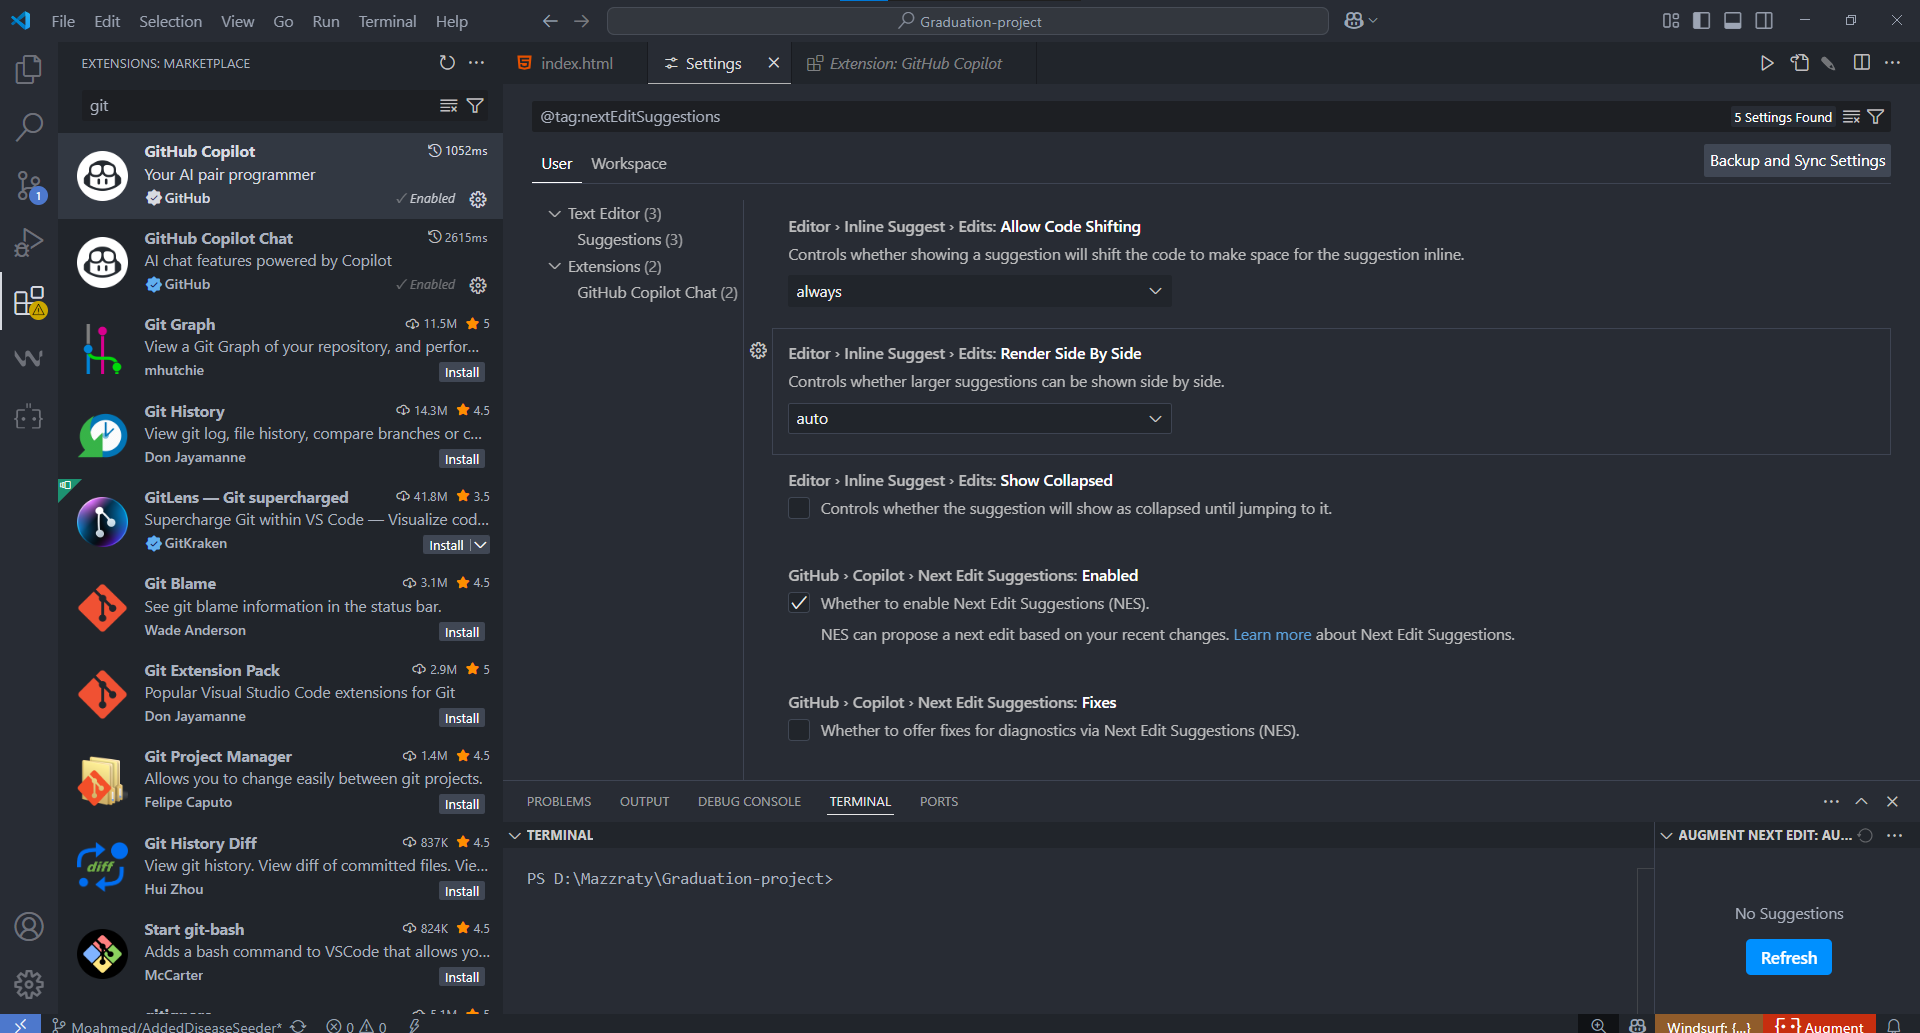 File Edit Selection View Go Run Terminal Help
Graduation-project
EXTENSIONS: MARKETPLACE
git
GitHub Copilot 1052ms
Your AI pair programmer
GitHub Enabled
GitHub Copilot Chat 2615ms
AI chat features powered by Copilot
GitHub Enabled
Git Graph 11.5M 5
View a Git Graph of your repository, and perfor...
mhutchie Install
Git History 14.3M 4.5
View git log, file history, compare branches or c...
Don Jayamanne Install
GitLens — Git supercharged 41.8M 3.5
Supercharge Git within VS Code — Visualize cod...
GitKraken Install
Git Blame 3.1M 4.5
See git blame information in the status bar.
Wade Anderson Install
Git Extension Pack 2.9M 5
Popular Visual Studio Code extensions for Git
Don Jayamanne Install
Git Project Manager 1.4M 4.5
Allows you to change easily between git projects.
Felipe Caputo Install
diff
Git History Diff 837K 4.5
View git history. View diff of committed files. Vie...
Hui Zhou Install
Start git-bash 824K 4.5
Adds a bash command to VSCode that allows yo...
McCarter Install
1
index.html Settings Extension: GitHub Copilot
@tag:nextEditSuggestions 5 Settings Found
User Workspace Backup and Sync Settings
Text Editor (3)
Suggestions (3)
Extensions (2)
GitHub Copilot Chat (2)
Editor › Inline Suggest › Edits: Allow Code Shifting
Controls whether showing a suggestion will shift the code to make space for the suggestion inline.
always
Editor › Inline Suggest › Edits: Render Side By Side
Controls whether larger suggestions can be shown side by side.
auto
Editor › Inline Suggest › Edits: Show Collapsed
Controls whether the suggestion will show as collapsed until jumping to it.
GitHub › Copilot › Next Edit Suggestions: Enabled
Whether to enable Next Edit Suggestions (NES).
NES can propose a next edit based on your recent changes. Learn more about Next Edit Suggestions.
GitHub › Copilot › Next Edit Suggestions: Fixes
Whether to offer fixes for diagnostics via Next Edit Suggestions (NES).
PROBLEMS OUTPUT DEBUG CONSOLE TERMINAL PORTS
TERMINAL
PS D:\Mazzraty\Graduation-project>
AUGMENT NEXT EDIT: AU...
No Suggestions
Refresh
Moahmed/AddedDiseaseSeeder* 0 0 Windsurf: {...} Augment